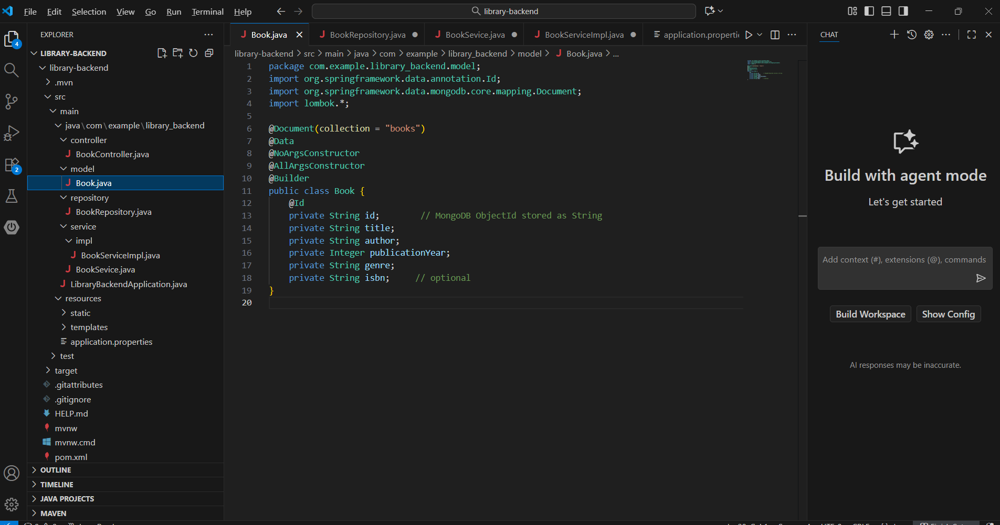 File Edit Selection View Go Run Terminal Help
library-backend
EXPLORER
4
LIBRARY-BACKEND
library-backend
.mvn
src
main
java\com\example\library_backend
controller
BookController.java
model
2
Book.java
repository
BookRepository.java
service
impl
BookServiceImpl.java
BookSevice.java
LibraryBackendApplication.java
resources
static
templates
application.properties
test
target
.gitattributes
.gitignore
HELP.md
mvnw
mvnw.cmd
pom.xml
OUTLINE
TIMELINE
JAVA PROJECTS
MAVEN
Book.java BookRepository.java BookSevice.java BookServiceImpl.java application.properti
library-backend > src > main > java > com > example > library_backend > model > Book.java > ...
1 package com.example.library_backend.model;
2 import org.springframework.data.annotation.Id;
3 import org.springframework.data.mongodb.core.mapping.Document;
4 import lombok.*;
5
6 @Document(collection = "books")
7 @Data
8 @NoArgsConstructor
9 @AllArgsConstructor
10 @Builder
11 public class Book {
12 @Id
13 private String id; // MongoDB ObjectId stored as String
14 private String title;
15 private String author;
16 private Integer publicationYear;
17 private String genre;
18 private String isbn; // optional
19 }
20
CHAT
Build with agent mode
Let's get started
Add context (#), extensions (@), commands
Build Workspace Show Config
AI responses may be inaccurate.